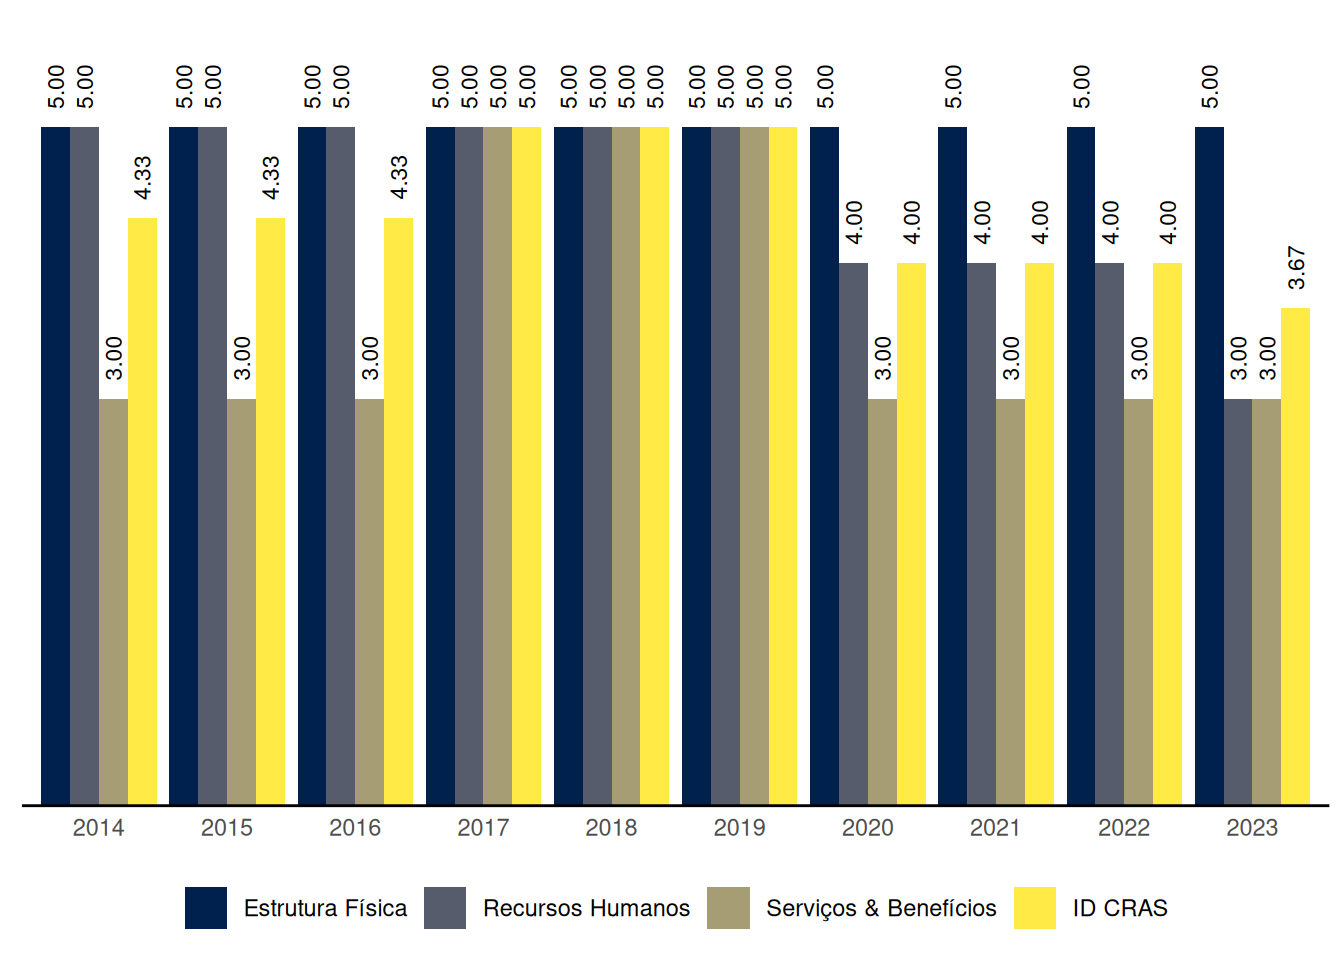 5.00 5.00 3.00 4.33 5.00 5.00 3.00 4.33 5.00 5.00 3.00 4.33 5.00 5.00 5.00 5.00 5.00 5.00 5.00 5.00 5.00 5.00 5.00 5.00 5.00 4.00 3.00 4.00 5.00 4.00 3.00 4.00 5.00 4.00 3.00 4.00 5.00 3.00 3.00 3.67
2014 2015 2016 2017 2018 2019 2020 2021 2022 2023
Estrutura Física Recursos Humanos Serviços & Benefícios ID CRAS